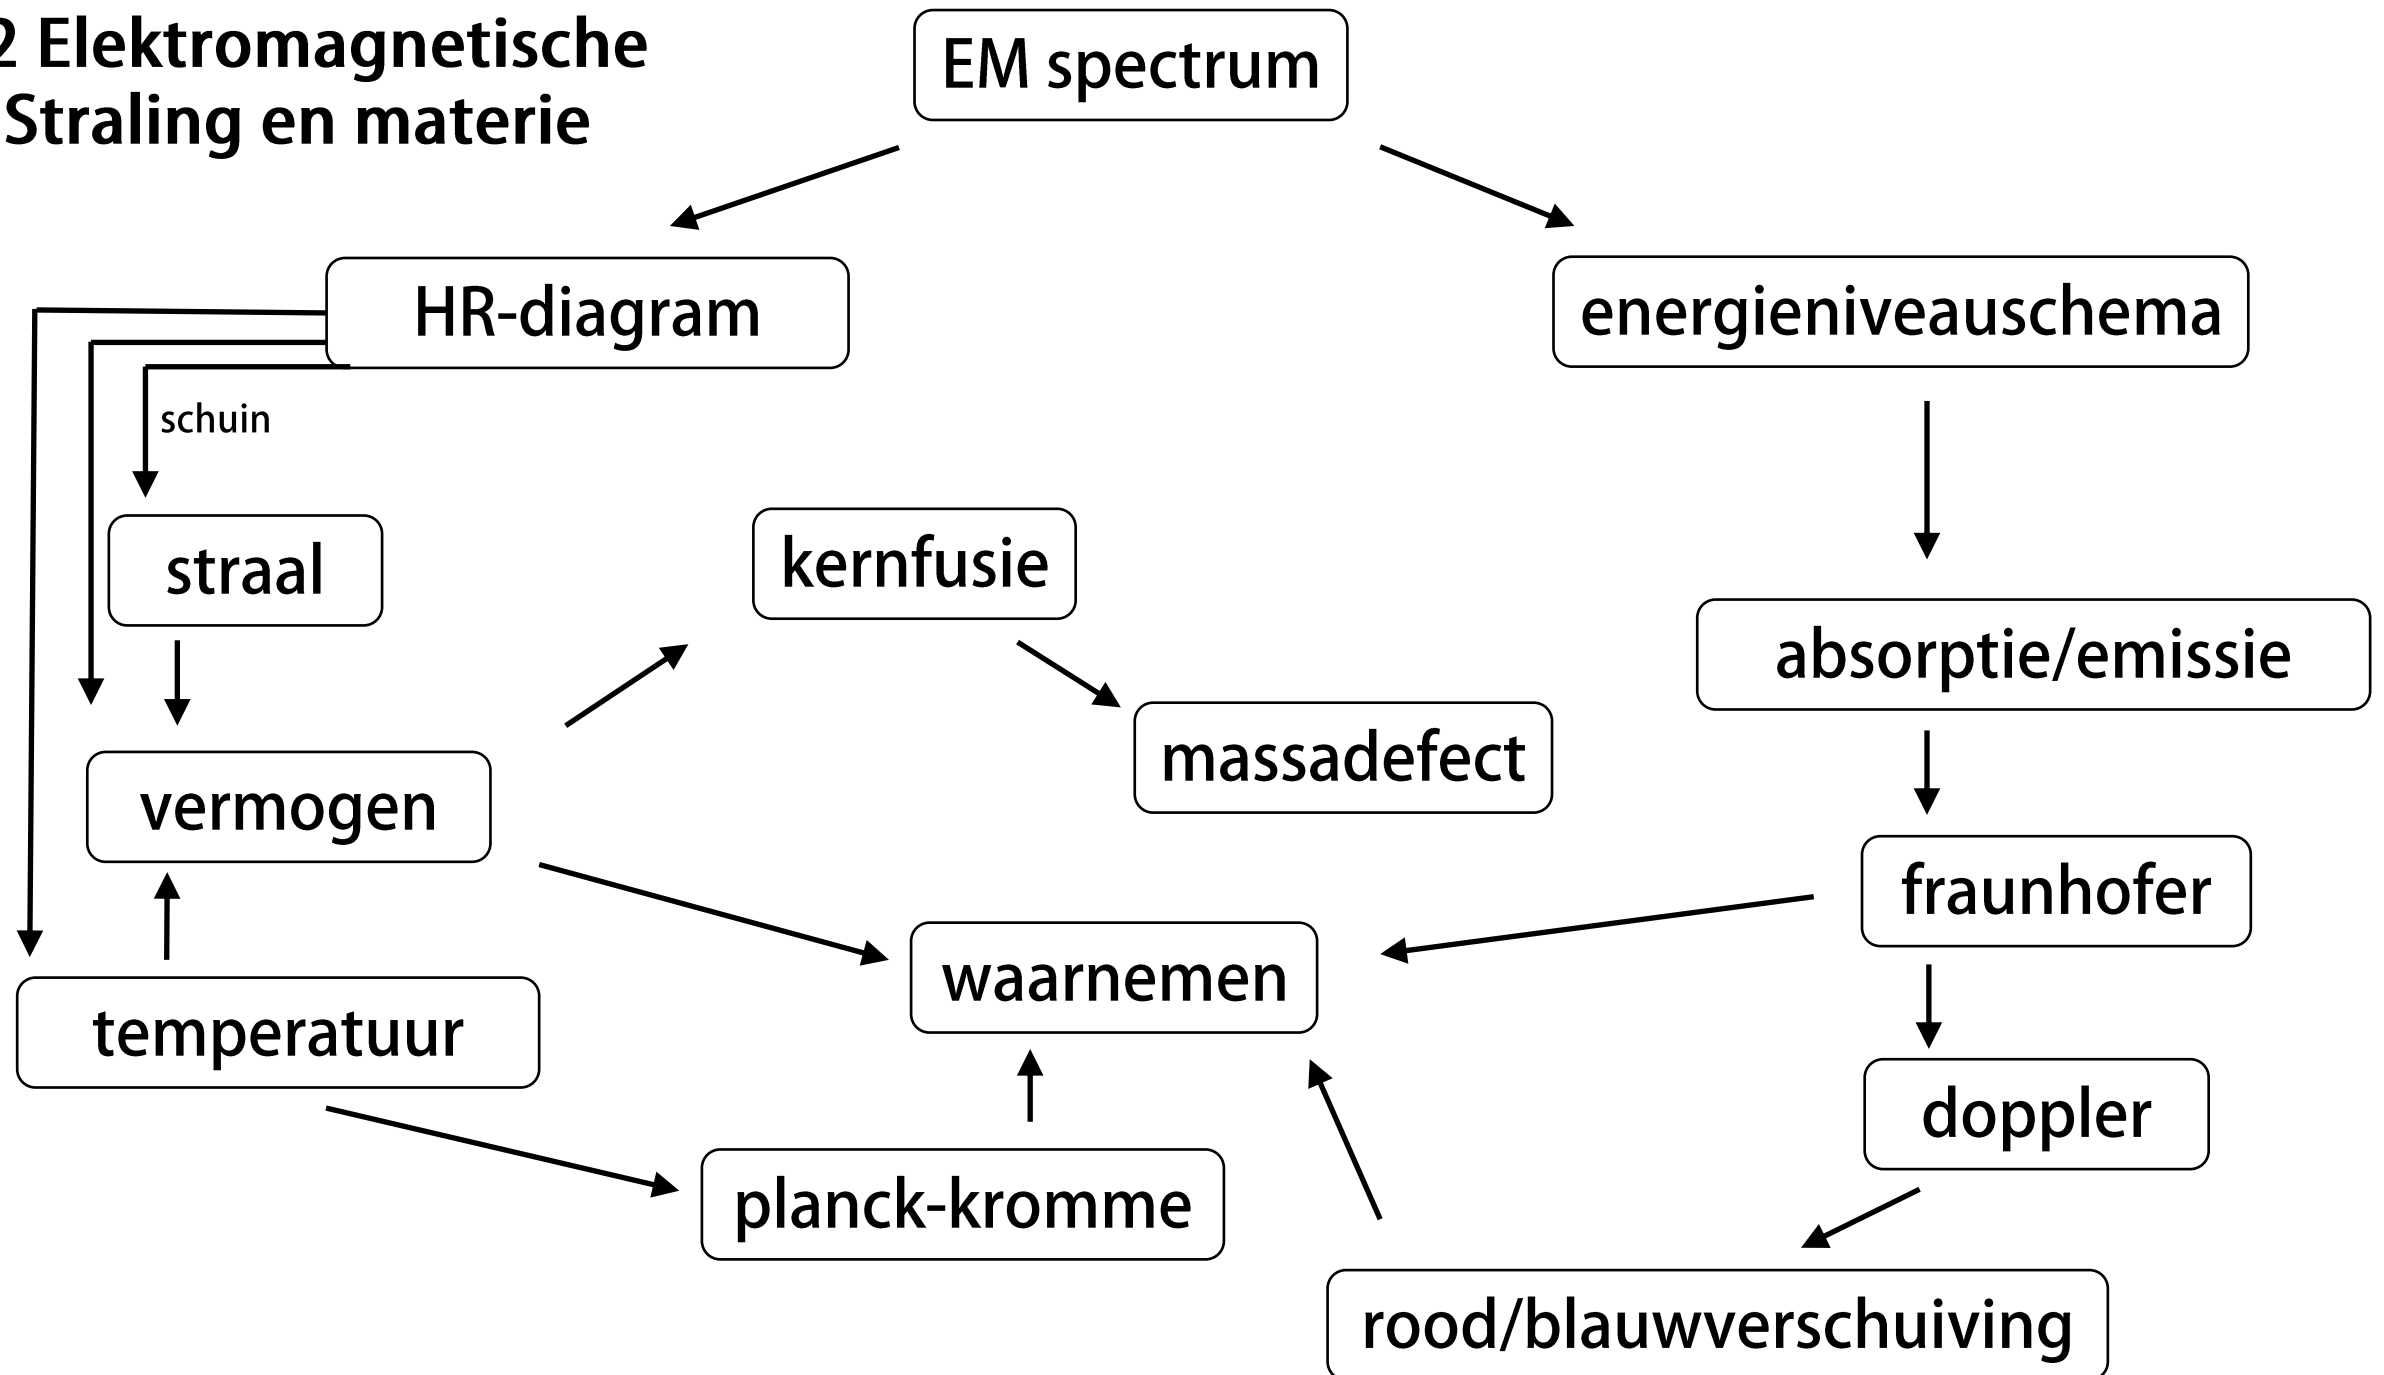 2 Elektromagnetische
Straling en materie
EM spectrum
HR-diagram
energieniveauschema
schuin
straal
kernfusie
absorptie/emissie
massadefect
vermogen
fraunhofer
waarnemen
temperatuur
doppler
planck-kromme
rood/blauwverschuiving